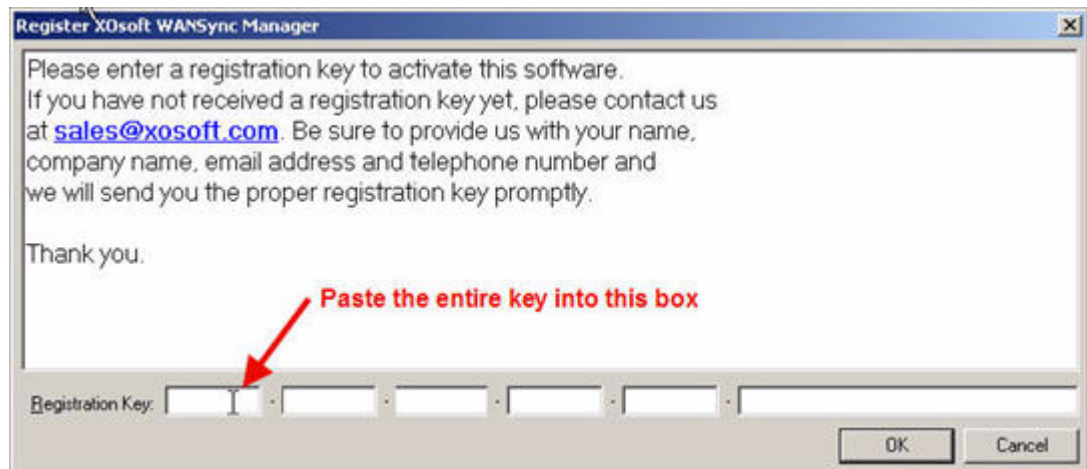 Register XOsoft WANSync Manager
Please enter a registration key to activate this software.
If you have not received a registration key yet, please contact us
at sales@xosoft.com. Be sure to provide us with your name,
company name, email address and telephone number and
we will send you the proper registration key promptly.
Thank you.
Paste the entire key into this box
Registration Key: - - - - -
OK Cancel